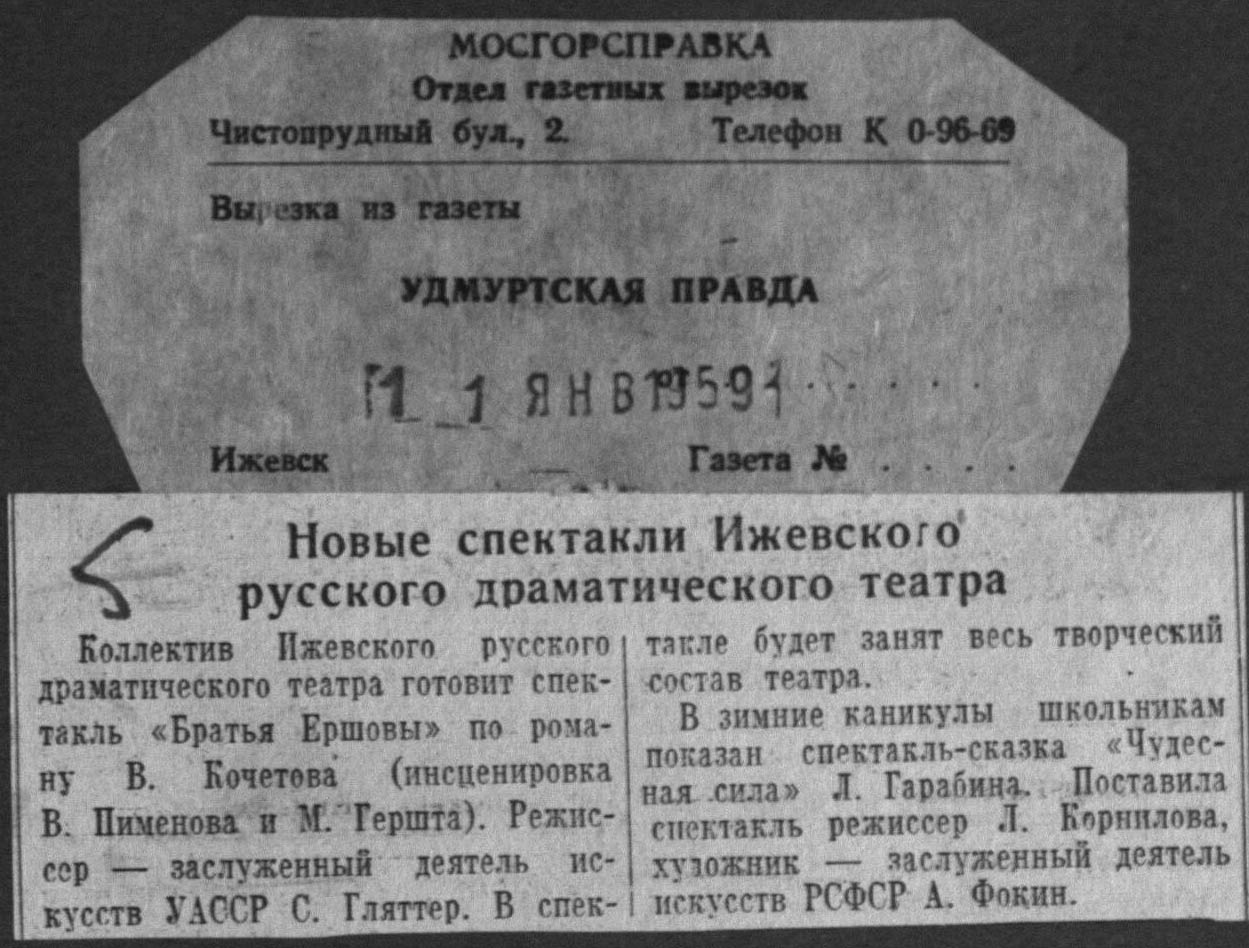 МОСГОРСПРАВКА
Отдел газетных вырезок
Чистопрудный бул., 2. Телефон К 0-96-69
Вырезка из газеты
УДМУРТСКАЯ ПРАВДА
1 1 ЯНВ 1959
Ижевск Газета № . . . .
Новые спектакли Ижевского
русского драматического театра
Коллектив Ижевского русского
драматического театра готовит спек-
такль «Братья Ершовы» по рома-
ну В. Кочетова (инсценировка
В. Пименова и М. Гершта). Режис-
сер — заслуженный деятель ис-
кусств УАССР С. Гляттер. В спек-
такле будет занят весь творческий
состав театра.
В зимние каникулы школьникам
показан спектакль-сказка «Чудес-
ная сила» Л. Гарабина. Поставила
спектакль режиссер Л. Корнилова,
художник — заслуженный деятель
искусств РСФСР А. Фокин.